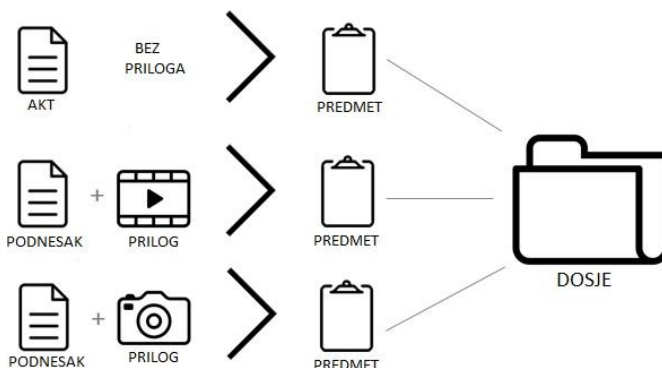 BEZ
PRILOGA
AKT
PREDMET
PODNESAK
+
PRILOG
PREDMET
DOSJE
PODNESAK
+
PRILOG
PREDMET